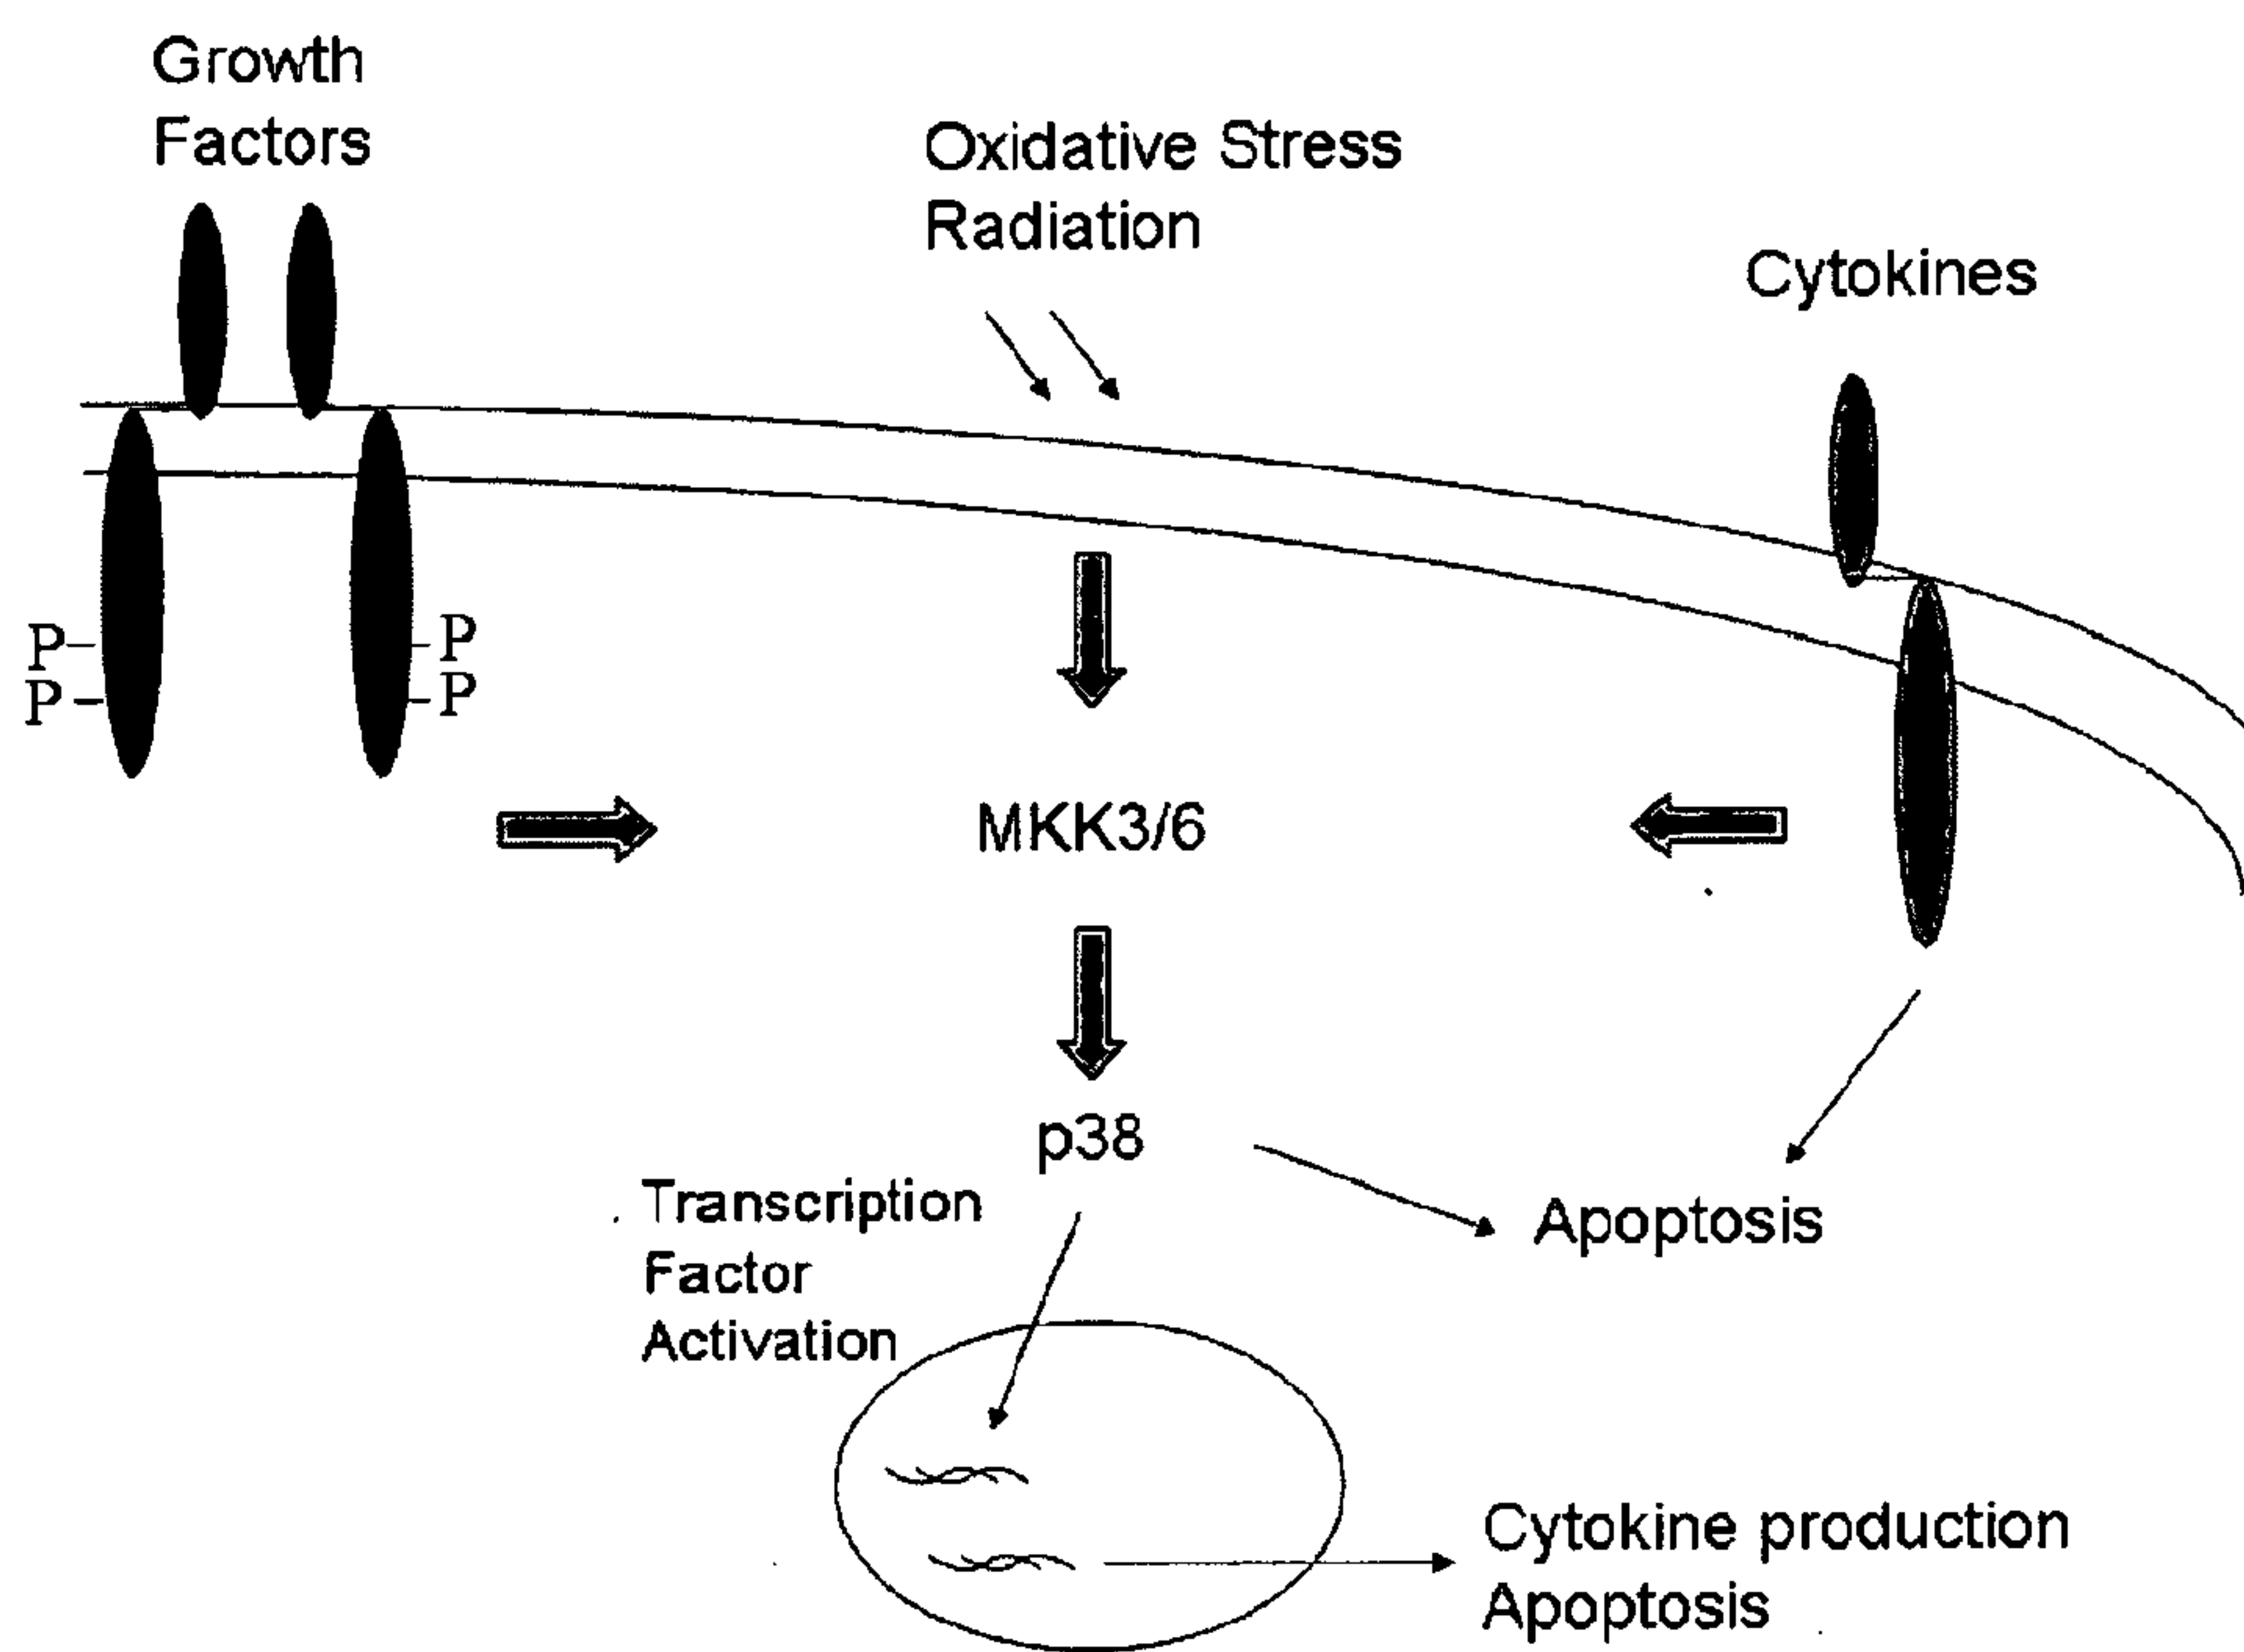 Growth
Factors
Oxidative Stress
Radiation
Cytokines
P
P
P
P
MKK3/6
p38
Transcription
Factor
Activation
Apoptosis
Cytokine production
Apoptosis